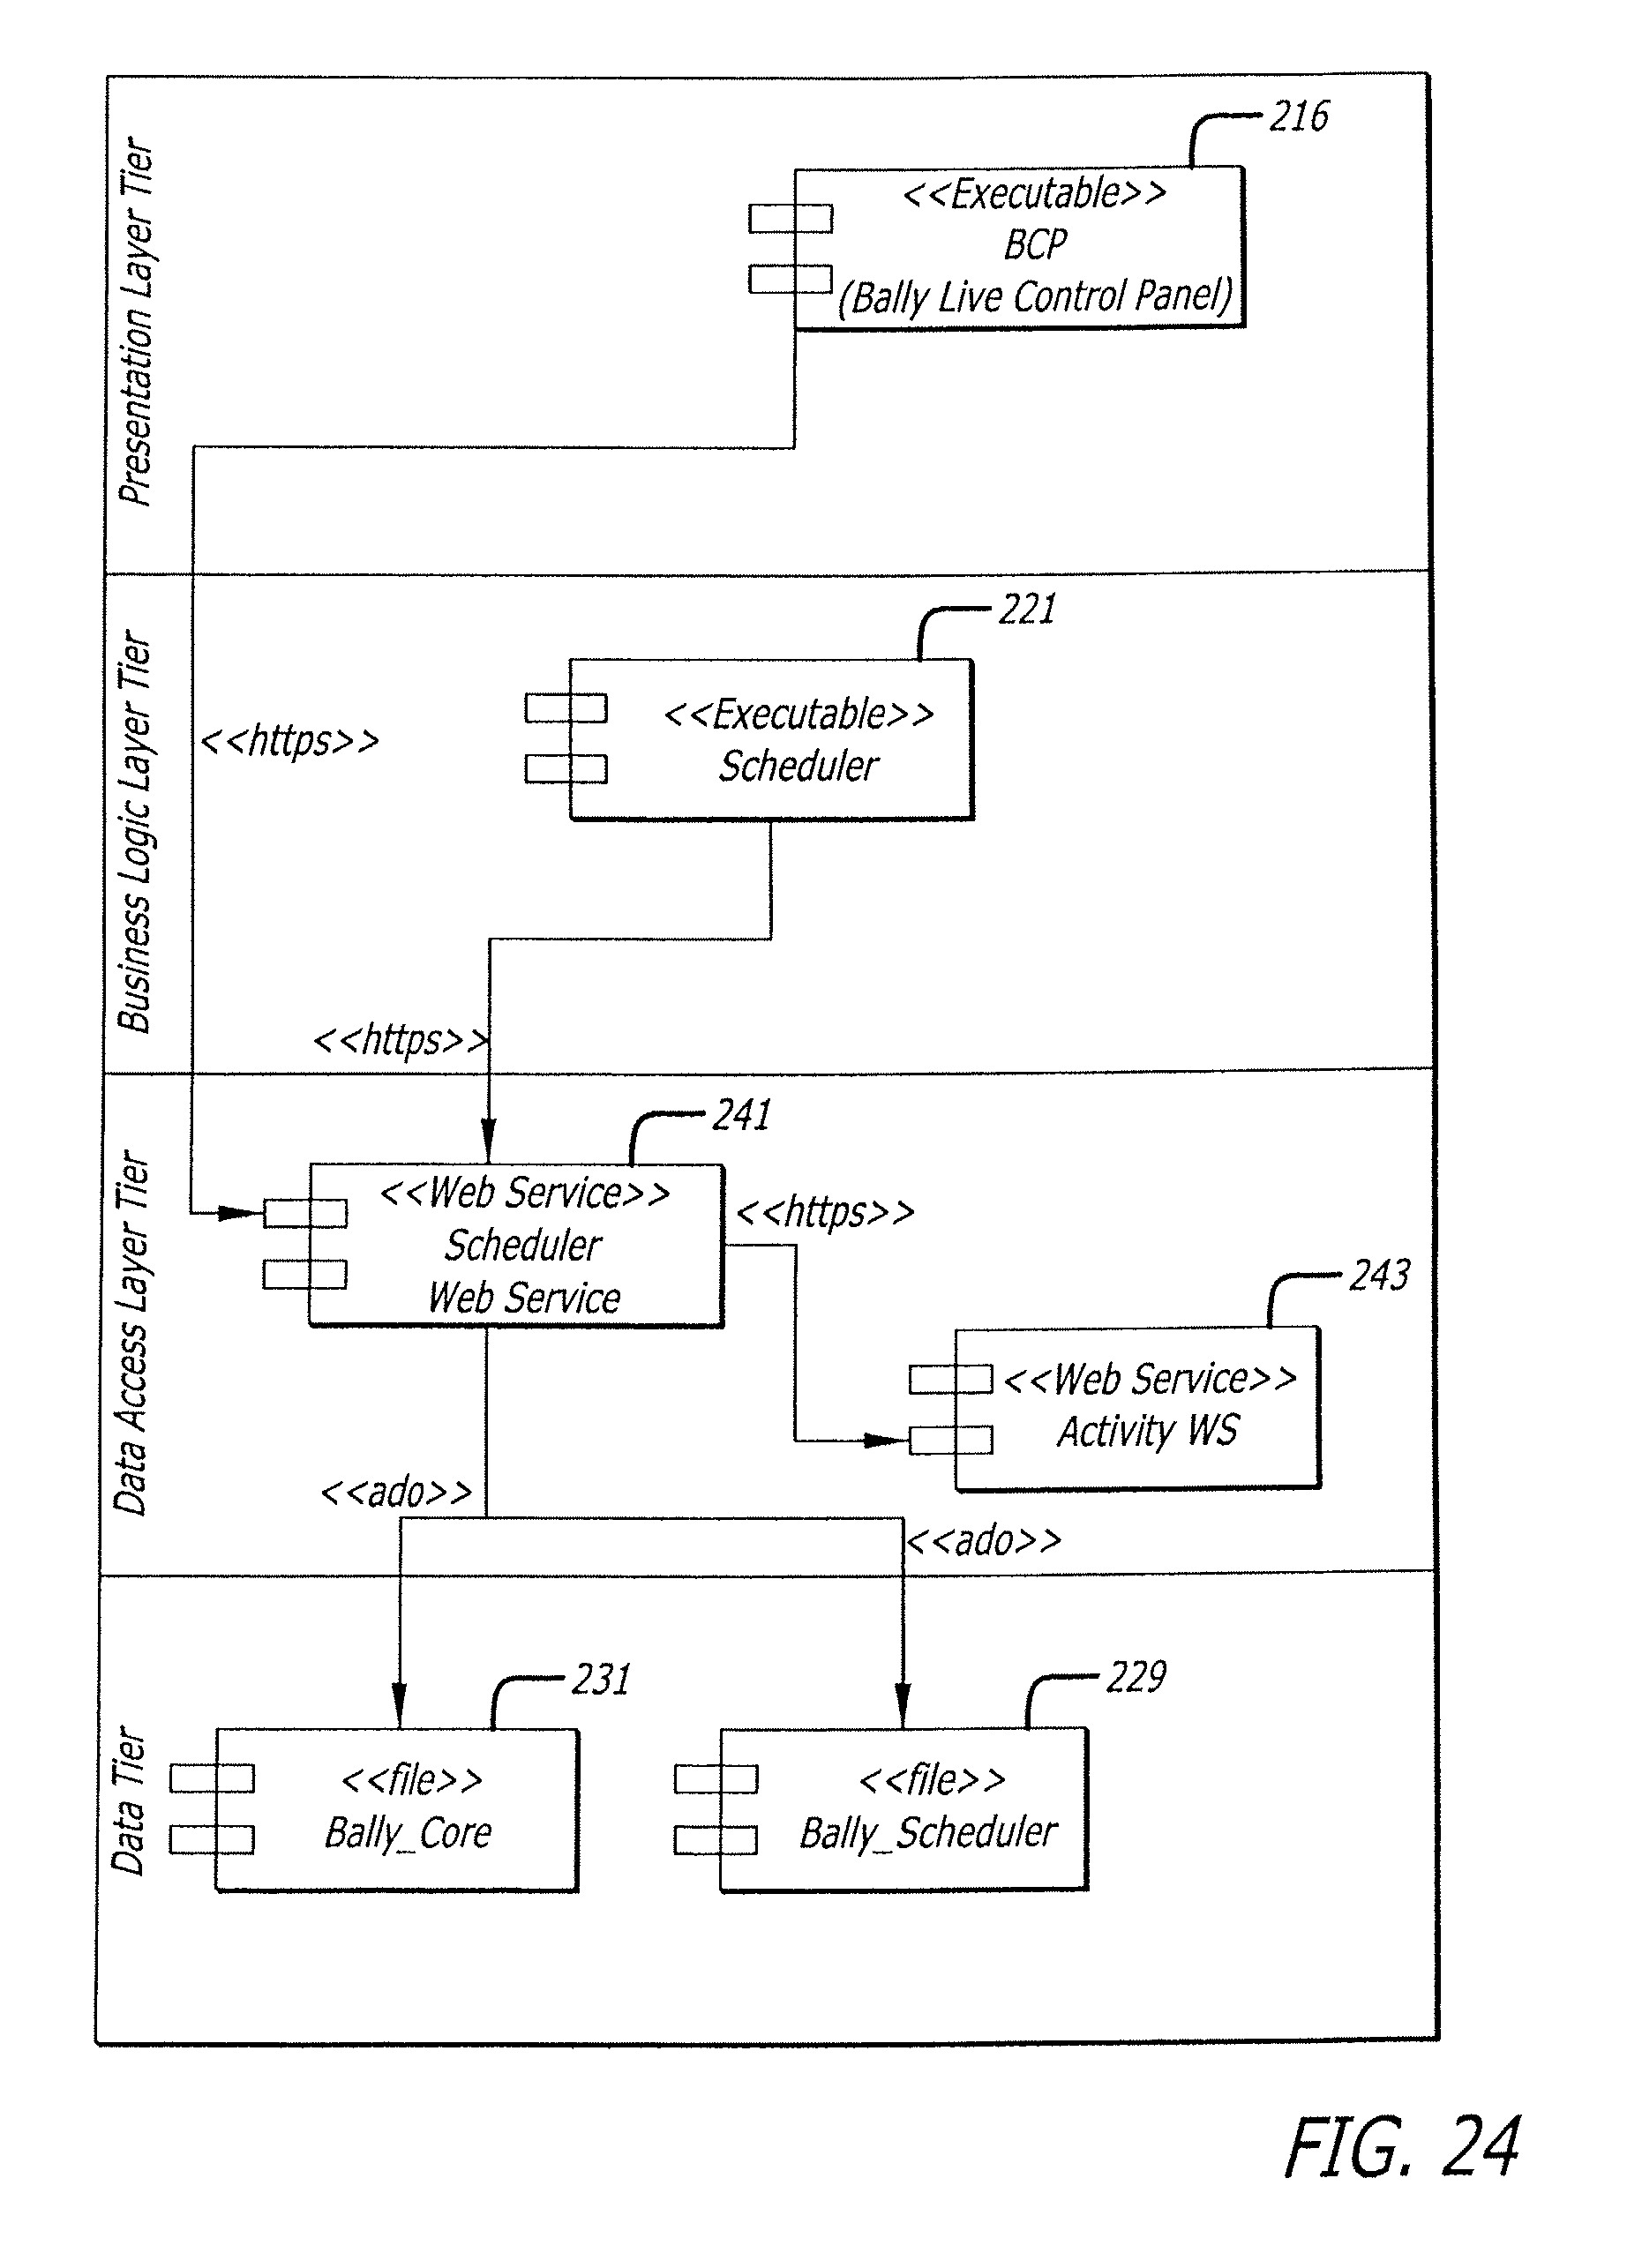 Presentation Layer Tier
216
<<Executable>>
BCP
(Bally Live Control Panel)
Business Logic Layer Tier
221
<<Executable>>
Scheduler
<<https>>
<<https>>
Data Access Layer Tier
241
<<Web Service>>
Scheduler
Web Service
<<https>>
243
<<Web Service>>
Activity WS
<<ado>>
<<ado>>
Data Tier
231
<<file>>
Bally_Core
229
<<file>>
Bally_Scheduler
FIG. 24